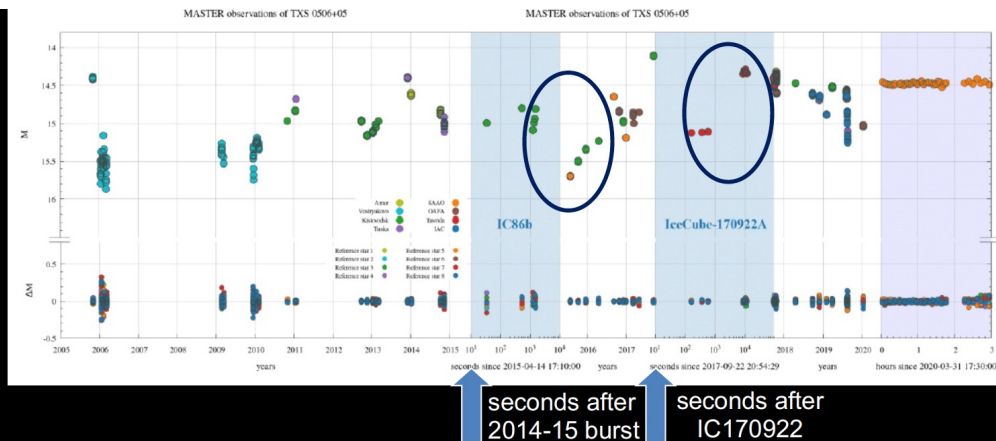 MASTER observations of TXS 0506+05 MASTER observations of TXS 0506+05
14
14.5
15
15.5
16
M
Amur SAAO
Vostryakovo OAFA
Kislovodsk Tavrida
Tunka IAC
IC86b IceCube-170922A
Reference star 1 Reference star 5
Reference star 2 Reference star 6
Reference star 3 Reference star 7
Reference star 4 Reference star 8
0.5
0
-0.5
ΔM
2005 2006 2007 2008 2009 2010 2011 2012 2013 2014 2015 10¹ 10² 10³ 10⁴ 2016 2017 10¹ 10² 10³ 10⁴ 2018 2019 2020 0 1 2 3
years seconds since 2015-04-14 17:10:00 years seconds since 2017-09-22 20:54:29 years hours since 2020-03-31 17:30:00
seconds after
2014-15 burst
seconds after
IC170922